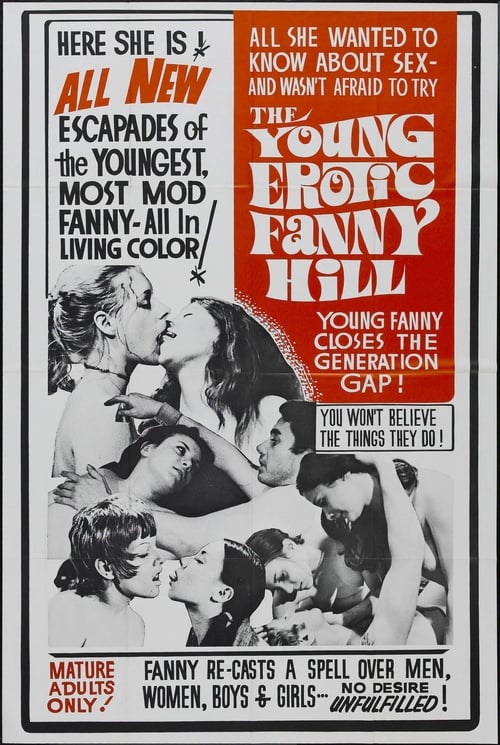 HERE SHE IS!
ALL NEW
ESCAPADES of
the YOUNGEST,
MOST MOD
FANNY-All In
LIVING COLOR!
ALL SHE WANTED TO
KNOW ABOUT SEX-
AND WASN'T AFRAID TO TRY
THE
YOUNG
EROTIC
FANNY
HILL
YOUNG FANNY
CLOSES THE
GENERATION
GAP!
YOU WON'T BELIEVE
THE THINGS THEY DO!
MATURE
ADULTS
ONLY!
FANNY RE-CASTS A SPELL OVER MEN,
WOMEN, BOYS & GIRLS... NO DESIRE
UNFULFILLED!